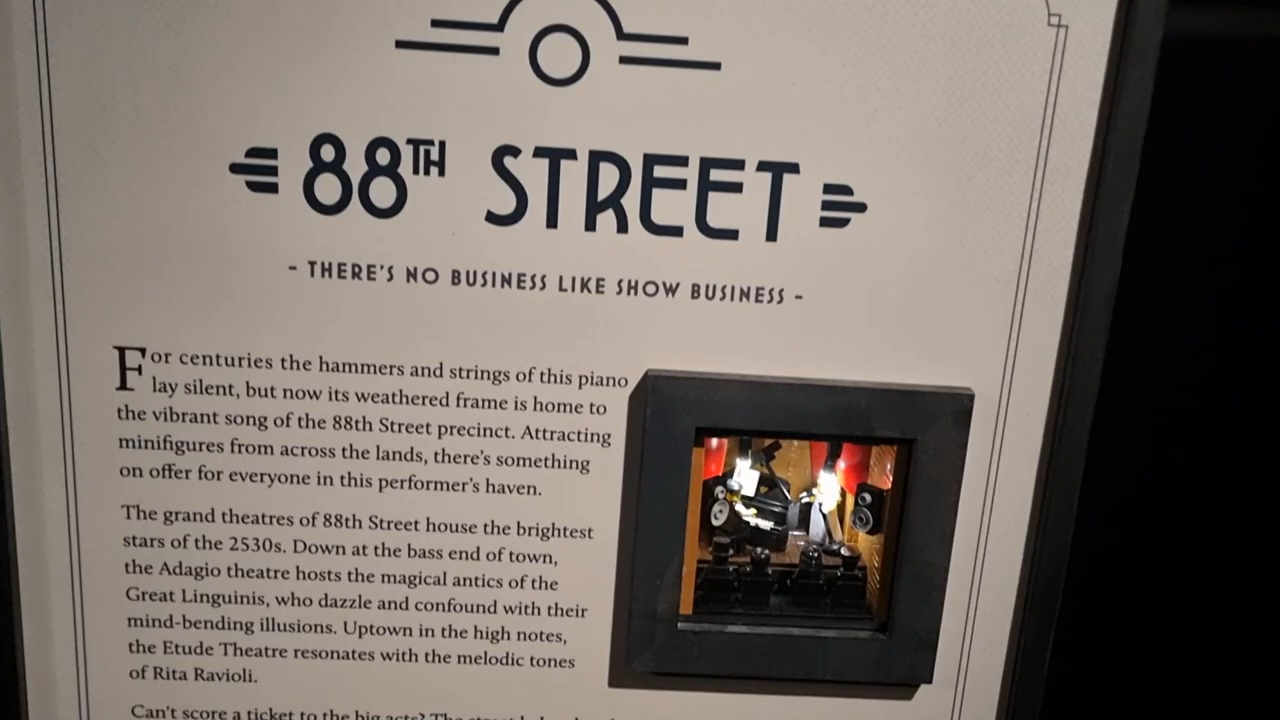 88TH STREET
- THERE'S NO BUSINESS LIKE SHOW BUSINESS -
For centuries the hammers and strings of this piano
lay silent, but now its weathered frame is home to
the vibrant song of the 88th Street precinct. Attracting
minifigures from across the lands, there's something
on offer for everyone in this performer's haven.
The grand theatres of 88th Street house the brightest
stars of the 2530s. Down at the bass end of town,
the Adagio theatre hosts the magical antics of the
Great Linguinis, who dazzle and confound with their
mind-bending illusions. Uptown in the high notes,
the Etude Theatre resonates with the melodic tones
of Rita Ravioli.
Can't score a ticket to the big acts? The street